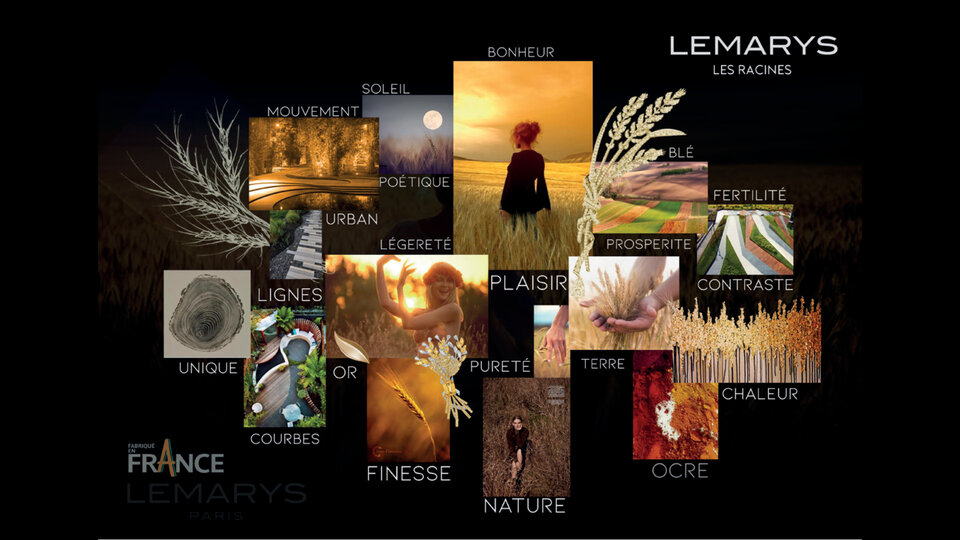 LEMARYS
LES RACINES
BONHEUR
SOLEIL
MOUVEMENT
BLÉ
POÉTIQUE
FERTILITÉ
URBAN
LÉGERETÉ
PROSPERITE
PLAISIR
CONTRASTE
LIGNES
UNIQUE
OR
PURETÉ
TERRE
CHALEUR
COURBES
FINESSE
OCRE
NATURE
FABRIQUÉ
EN
FRANCE
LEMARYS
PARIS